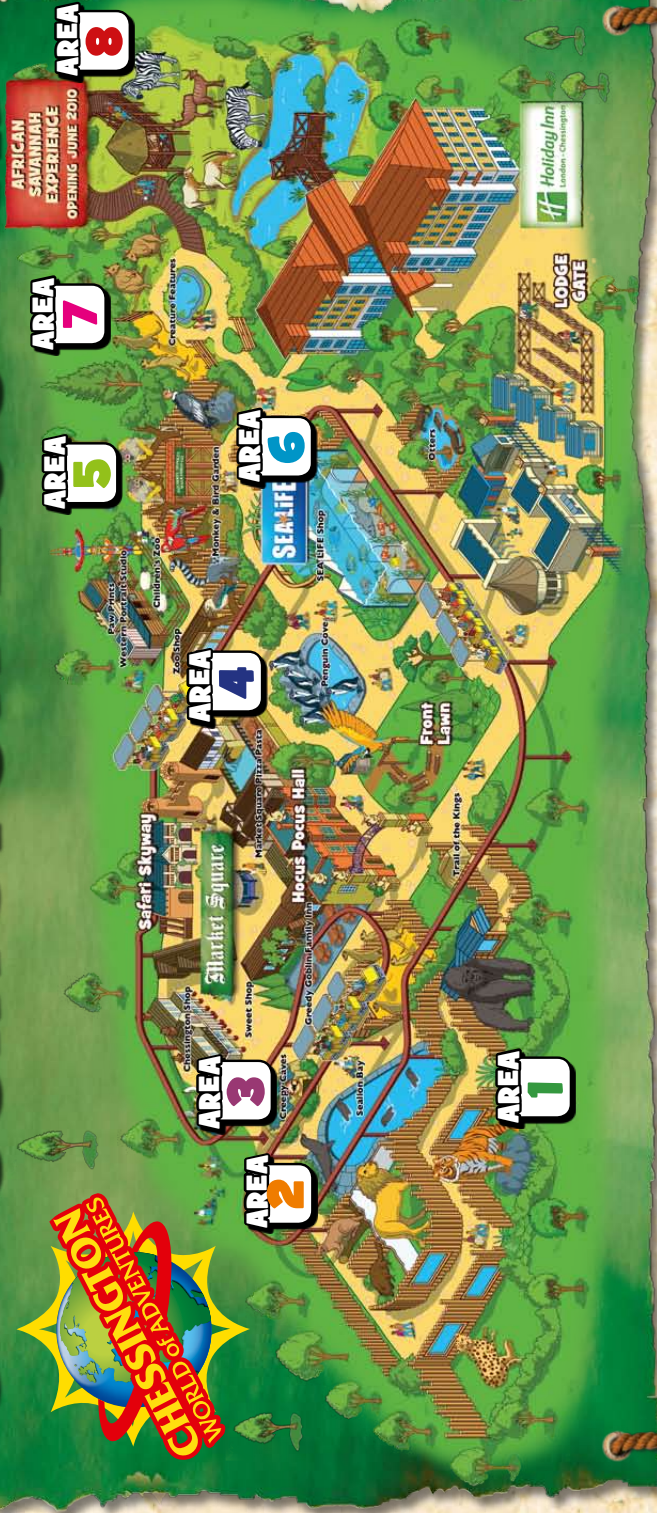 CHESSINGTON
WORLD of ADVENTURES
AREA
2
AREA
3
Creepy Caves
Sealion Bay
AREA
1
Chessington Shop
Sweet Shop
Greedy Goblin Family Inn
Safari Skyway
Market Square
Market Square Pizza Pasta
Hocus Pocus Hall
Trail of the Kings
AREA
4
Penguin Cove
Front
Lawn
Paw Prints
Western Portrait Studio
Children's Zoo
Zoo Shop
AREA
5
Monkey & Bird Garden
AREA
6
SEA LIFE
SEA LIFE Shop
Otters
AREA
7
Creature Features
LODGE
GATE
AFRICAN
SAVANNAH
EXPERIENCE
OPENING JUNE 2010
AREA
8
H
Holiday Inn
London - Chessington